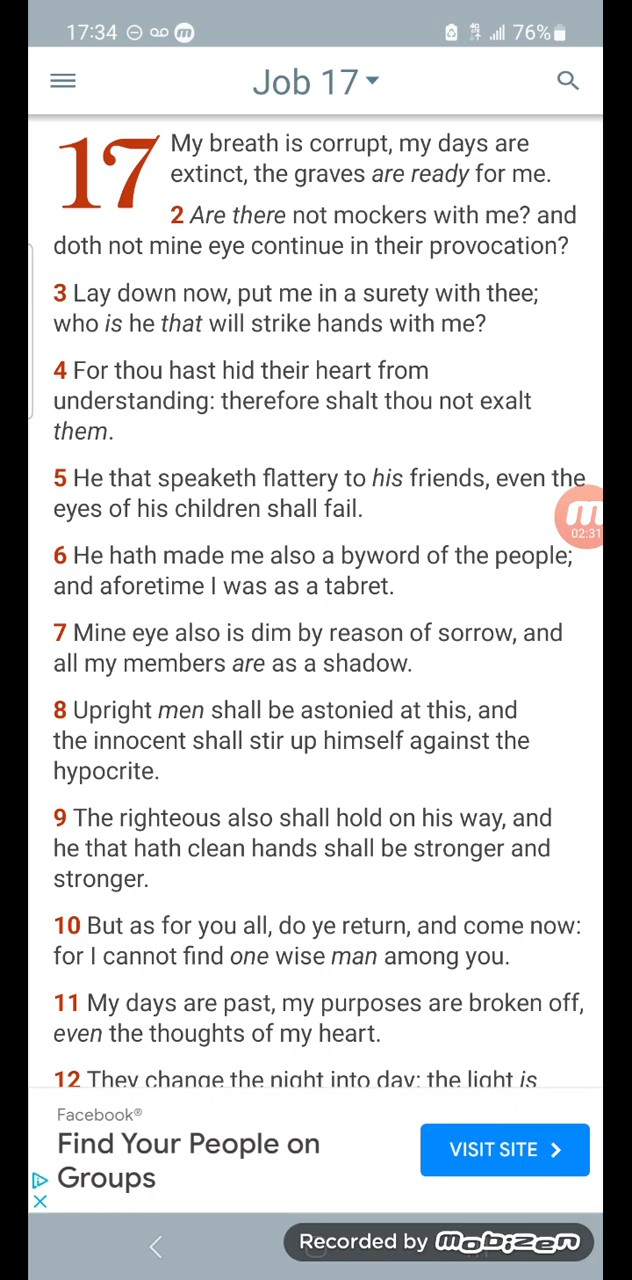 17:34
76%
Job 17
17 My breath is corrupt, my days are
extinct, the graves are ready for me.
2 Are there not mockers with me? and
doth not mine eye continue in their provocation?
3 Lay down now, put me in a surety with thee;
who is he that will strike hands with me?
4 For thou hast hid their heart from
understanding: therefore shalt thou not exalt
them.
5 He that speaketh flattery to his friends, even the
eyes of his children shall fail.
02:31
6 He hath made me also a byword of the people;
and aforetime I was as a tabret.
7 Mine eye also is dim by reason of sorrow, and
all my members are as a shadow.
8 Upright men shall be astonied at this, and
the innocent shall stir up himself against the
hypocrite.
9 The righteous also shall hold on his way, and
he that hath clean hands shall be stronger and
stronger.
10 But as for you all, do ye return, and come now:
for I cannot find one wise man among you.
11 My days are past, my purposes are broken off,
even the thoughts of my heart.
12 They change the night into day: the light is
Facebook®
Find Your People on
Groups
VISIT SITE
Recorded by mobizen